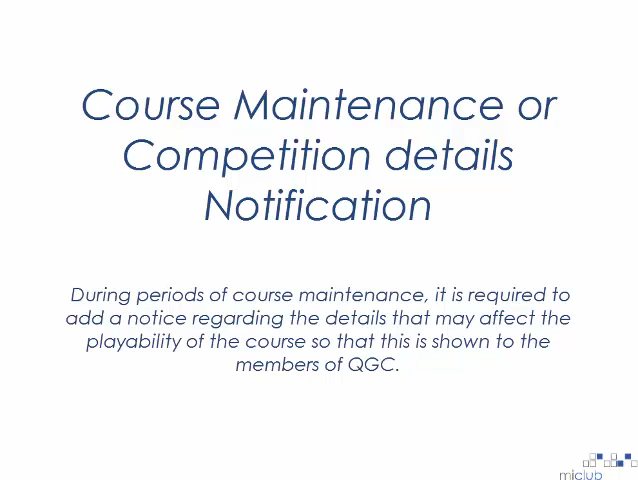 Course Maintenance or
Competition details
Notification
During periods of course maintenance, it is required to
add a notice regarding the details that may affect the
playability of the course so that this is shown to the
members of QGC.
miclub